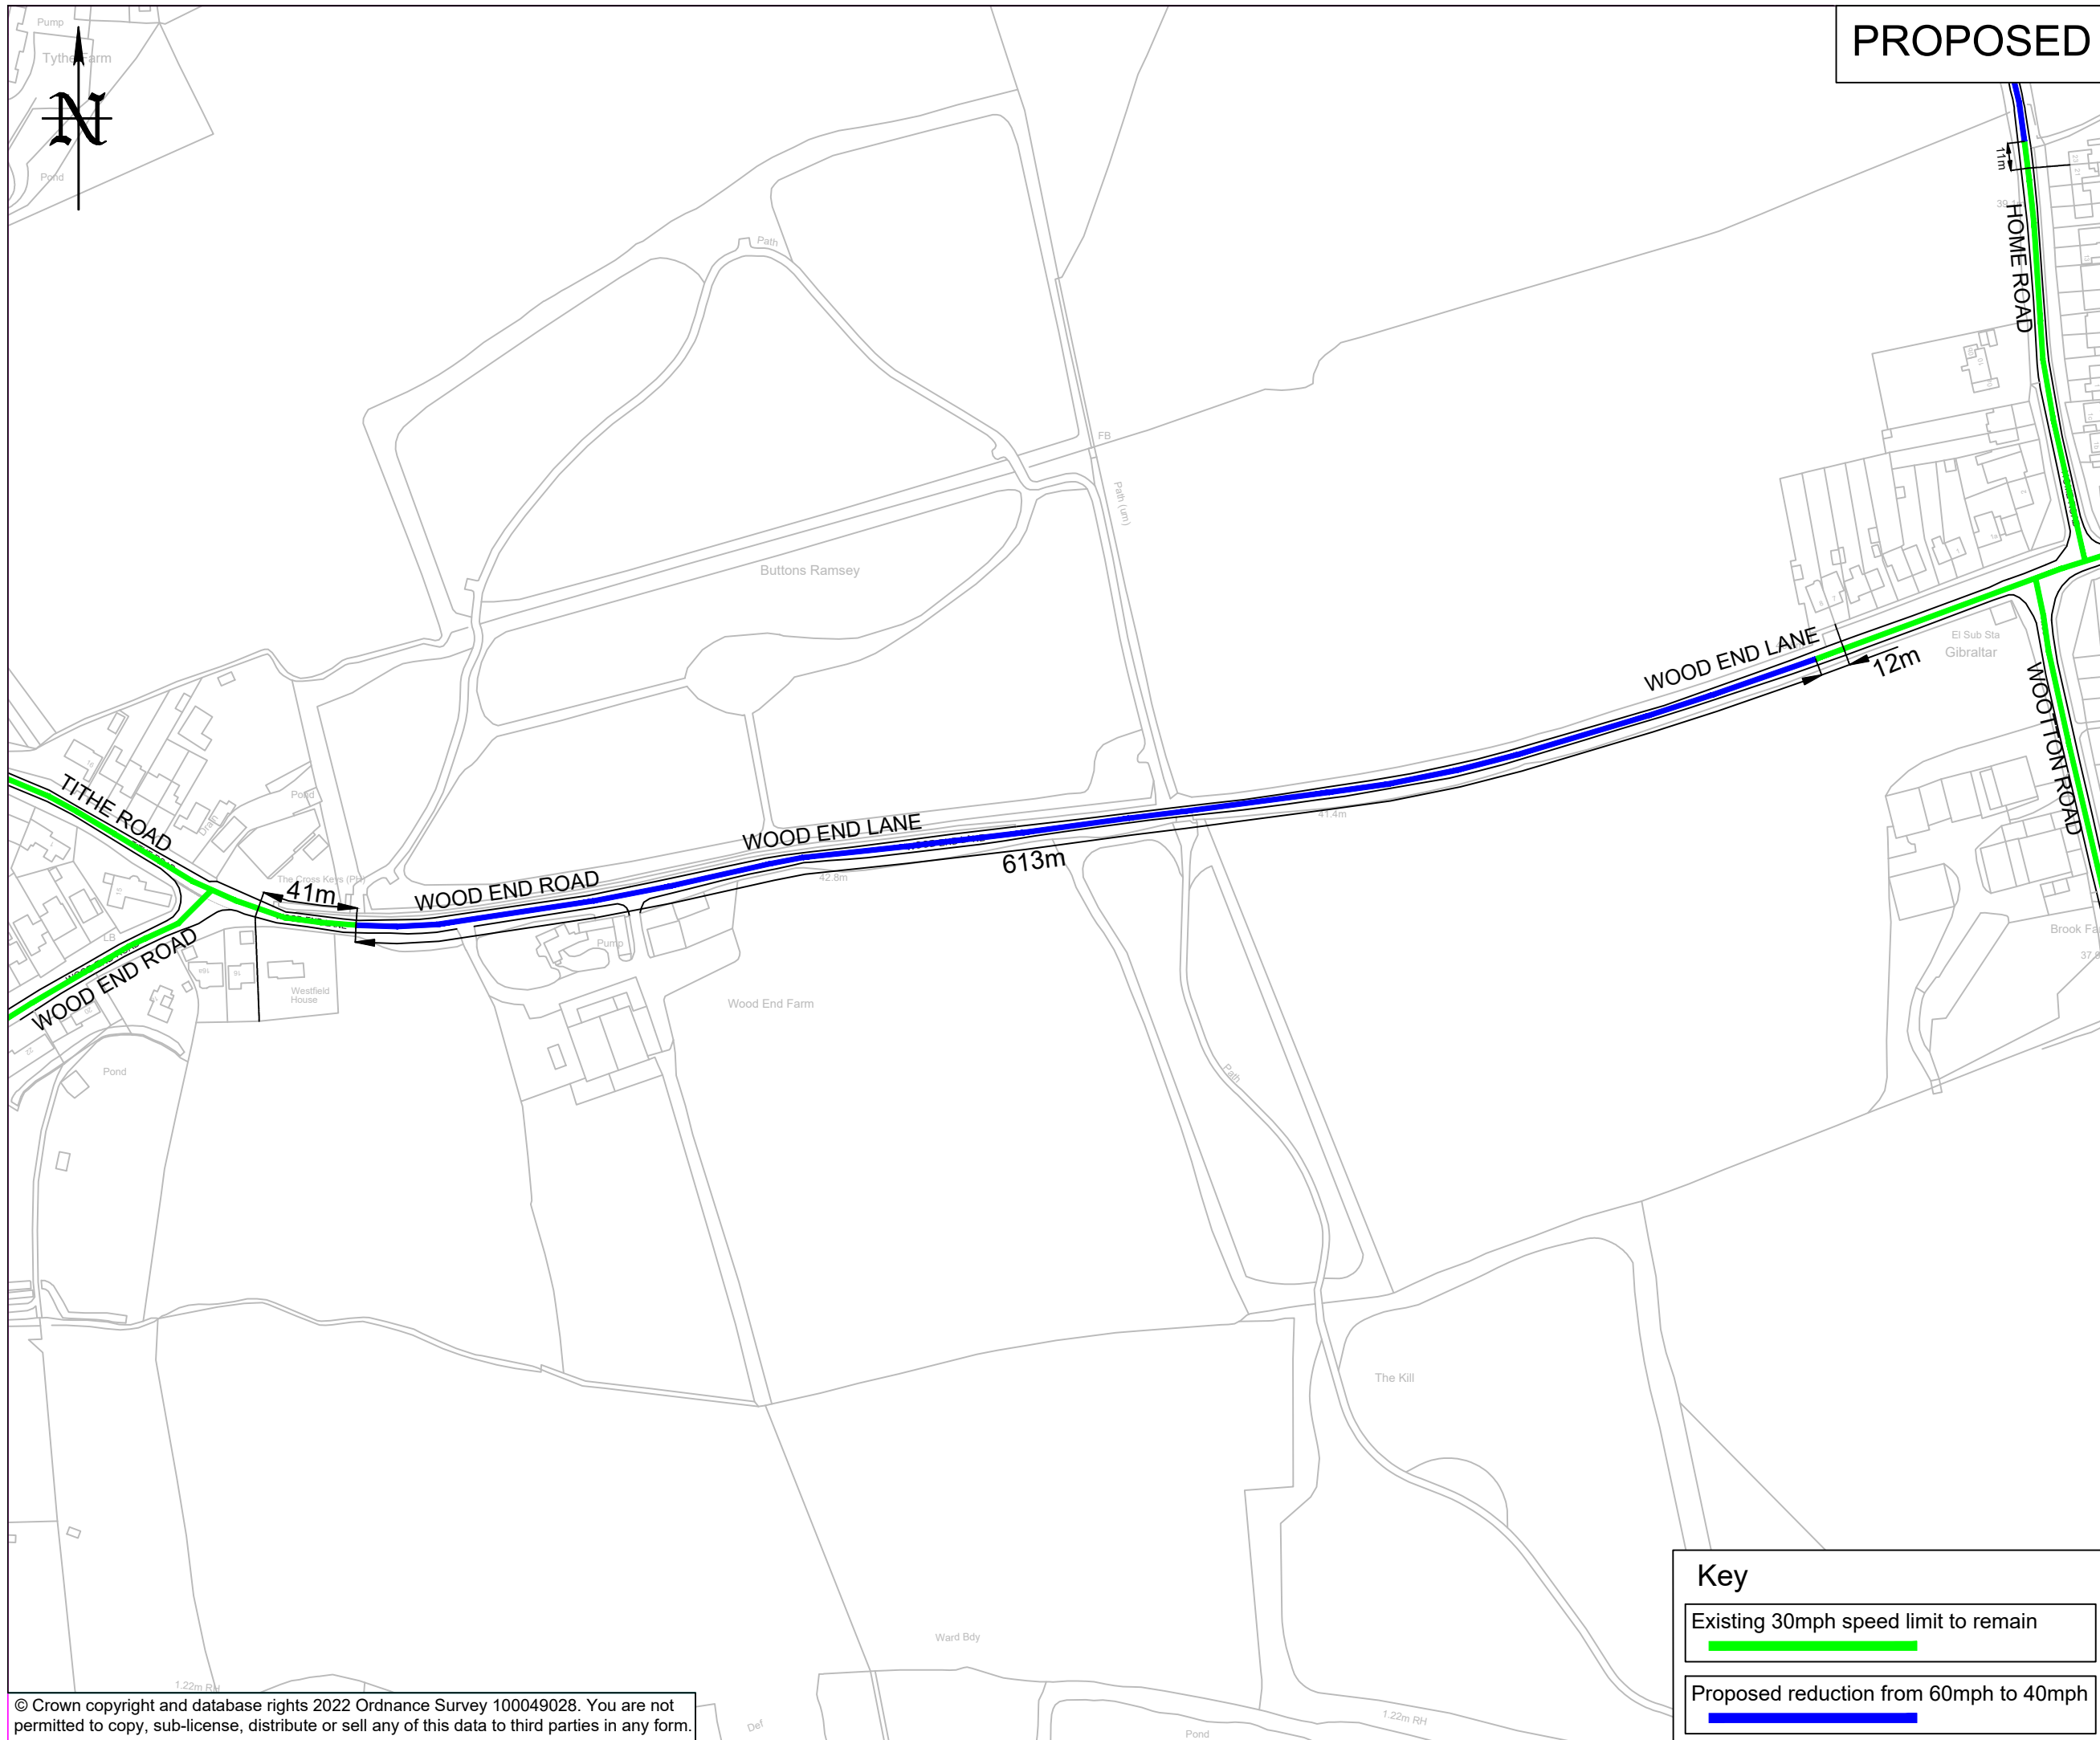 PROPOSED
Pump
Tythe Farm
N
Pond
Path
11m
HOME ROAD
FB
Path (um)
Buttons Ramsey
WOOD END LANE
12m
El Sub Sta
Gibraltar
WOOTTON ROAD
TITHE ROAD
Pond
Drain
The Cross Keys (PH)
41m
WOOD END ROAD
WOOD END LANE
613m
41.4m
42.8m
LB
WOOD END ROAD
Pump
Westfield
House
Wood End Farm
Pond
Path
Brook Fa
37.9
The Kill
Ward Bdy
1.22m RH
Def
Pond
1.22m RH
Key
Existing 30mph speed limit to remain
Proposed reduction from 60mph to 40mph
© Crown copyright and database rights 2022 Ordnance Survey 100049028. You are not
permitted to copy, sub-license, distribute or sell any of this data to third parties in any form.